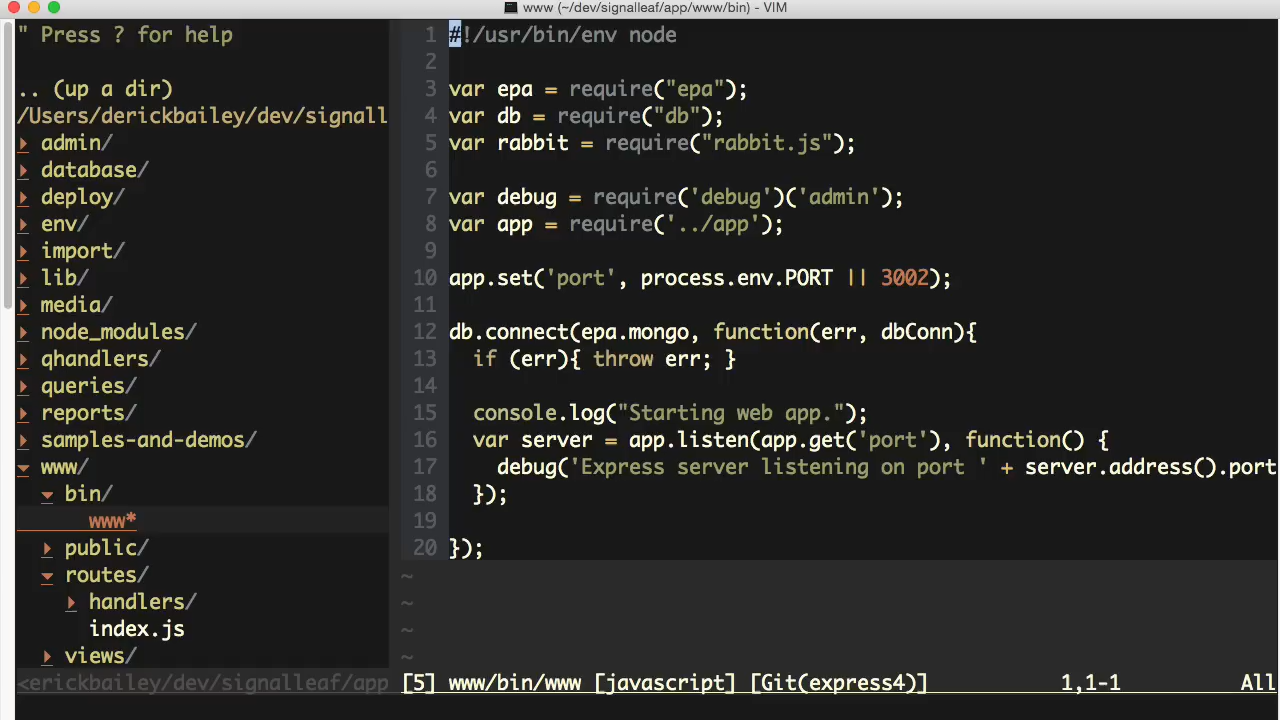 www (~/dev/signalleaf/app/www/bin) - VIM
" Press ? for help
.. (up a dir)
/Users/derickbailey/dev/signall
admin/
database/
deploy/
env/
import/
lib/
media/
node_modules/
qhandlers/
queries/
reports/
samples-and-demos/
www/
bin/
www*
public/
routes/
handlers/
index.js
views/
<erickbailey/dev/signalleaf/app
1 #!/usr/bin/env node
2
3 var epa = require("epa");
4 var db = require("db");
5 var rabbit = require("rabbit.js");
6
7 var debug = require('debug')('admin');
8 var app = require('../app');
9
10 app.set('port', process.env.PORT || 3002);
11
12 db.connect(epa.mongo, function(err, dbConn){
13   if (err){ throw err; }
14
15   console.log("Starting web app.");
16   var server = app.listen(app.get('port'), function() {
17     debug('Express server listening on port ' + server.address().port
18   });
19
20 });
~
~
~
~
[5] www/bin/www [javascript] [Git(express4)] 1,1-1 All